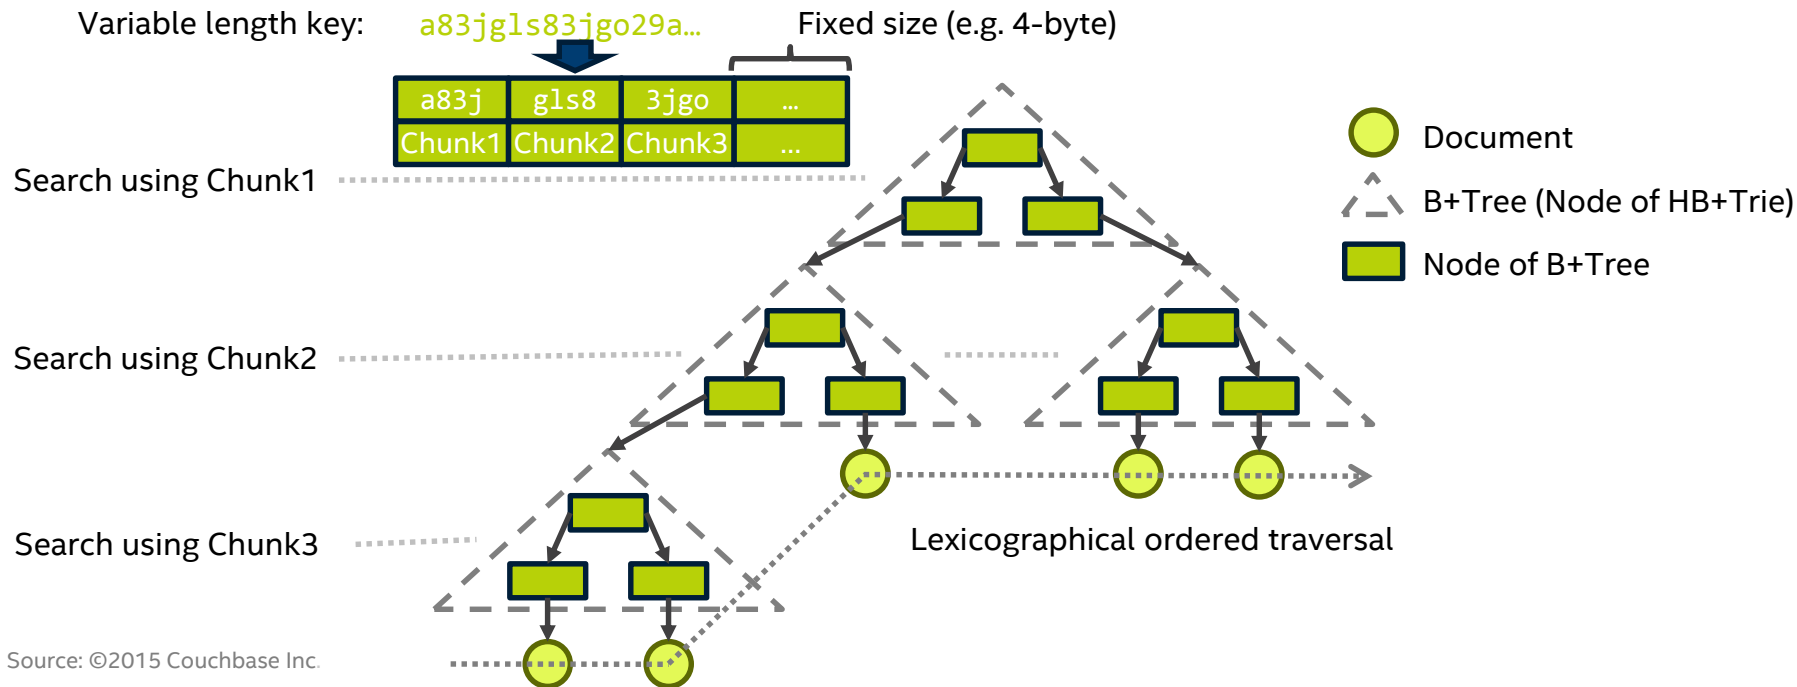 Variable length key: a83jgls83jgo29a… Fixed size (e.g. 4-byte)
a83j gls8 3jgo …
Chunk1 Chunk2 Chunk3 …
Search using Chunk1
Document
B+Tree (Node of HB+Trie)
Node of B+Tree
Search using Chunk2
Search using Chunk3
Lexicographical ordered traversal
Source: ©2015 Couchbase Inc.